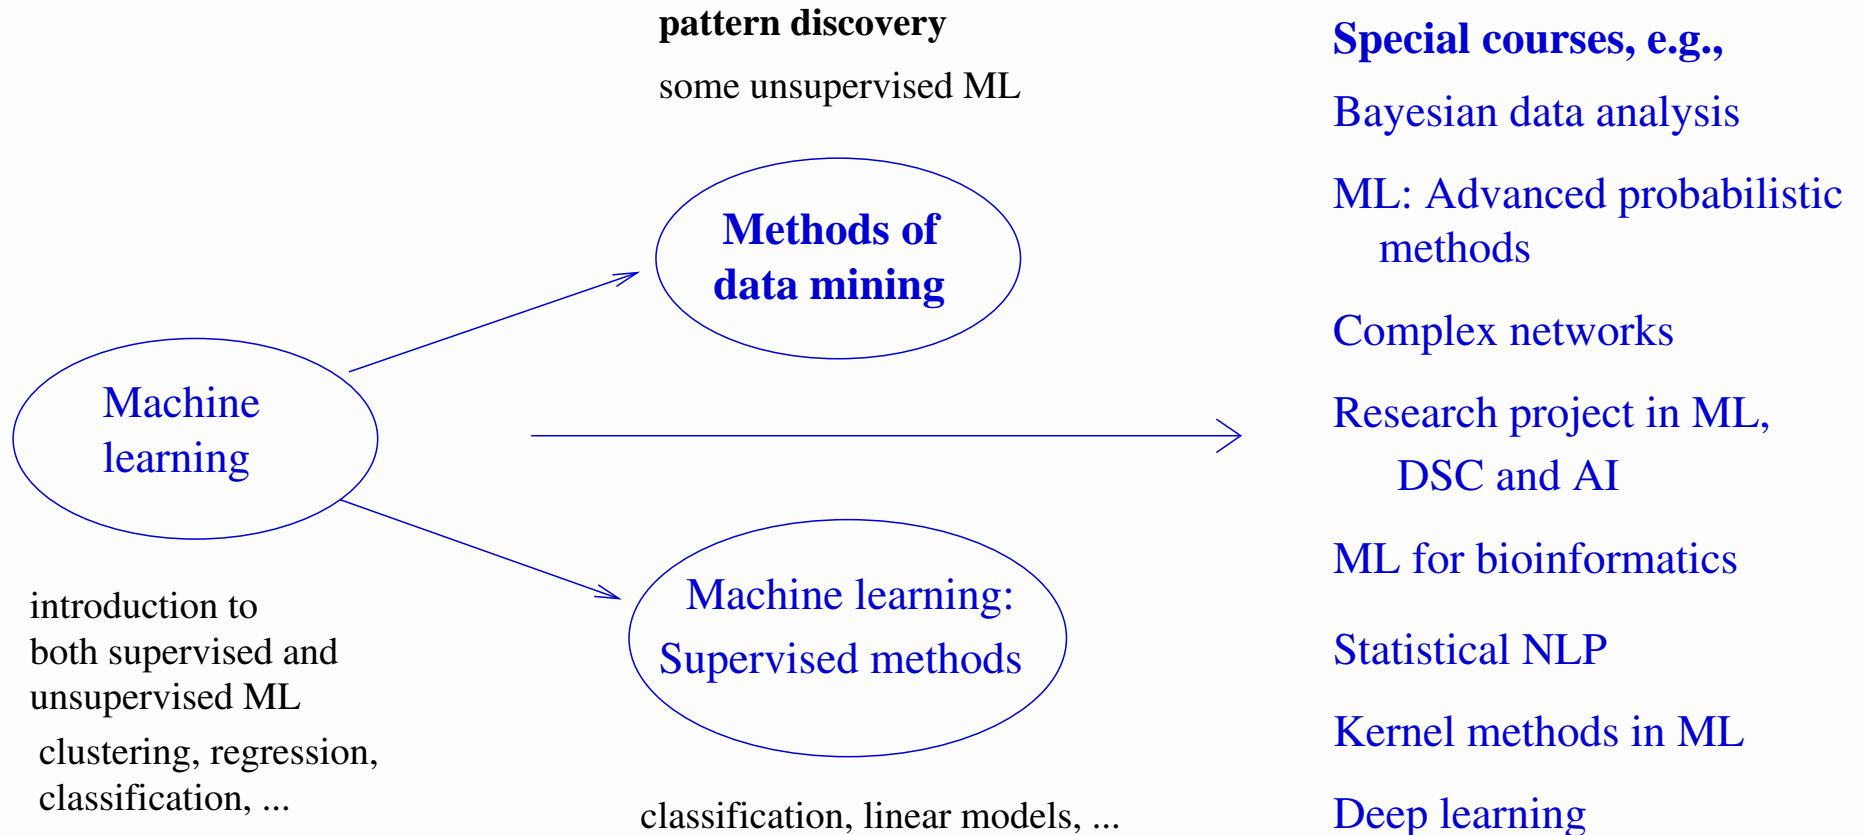 pattern discovery
some unsupervised ML
Methods of
data mining
Machine
learning
introduction to
both supervised and
unsupervised ML
clustering, regression,
classification, ...
Machine learning:
Supervised methods
classification, linear models, ...
Special courses, e.g.,
Bayesian data analysis
ML: Advanced probabilistic
methods
Complex networks
Research project in ML,
DSC and AI
ML for bioinformatics
Statistical NLP
Kernel methods in ML
Deep learning